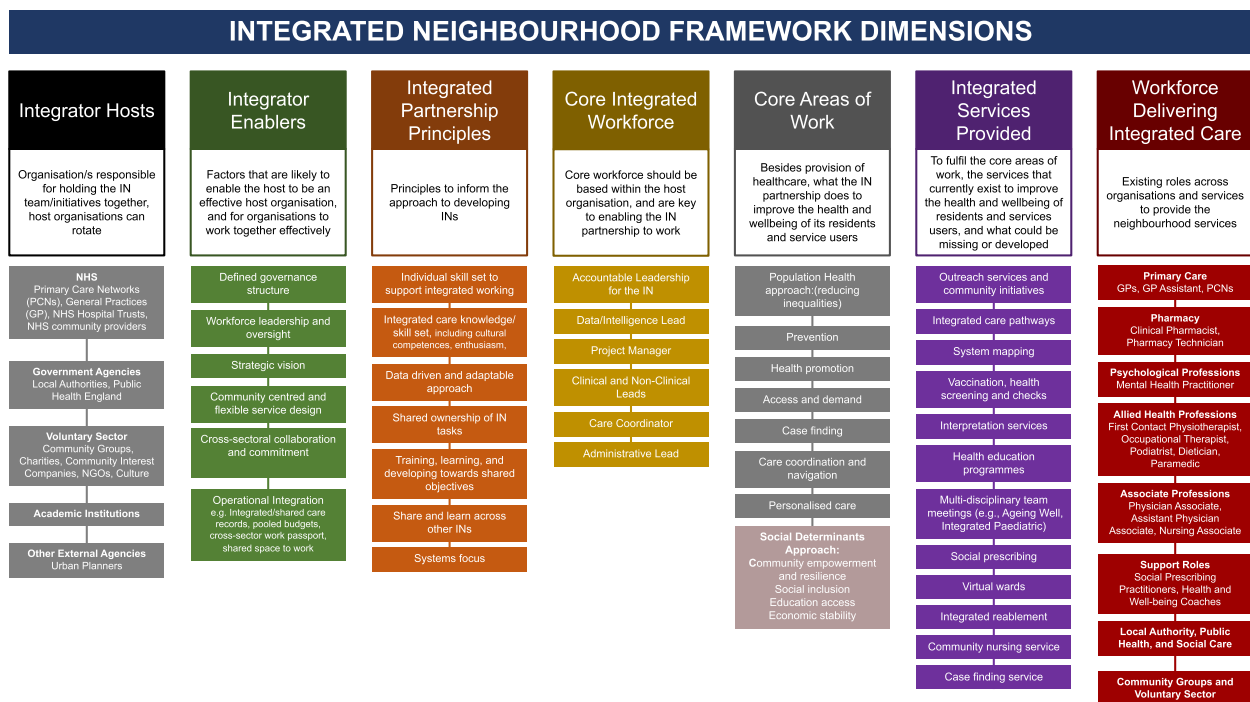 INTEGRATED NEIGHBOURHOOD FRAMEWORK DIMENSIONS
Integrator Hosts
Organisation/s responsible
for holding the IN
team/initiatives together,
host organisations can
rotate
NHS
Primary Care Networks
(PCNs), General Practices
(GP), NHS Hospital Trusts,
NHS community providers
Government Agencies
Local Authorities, Public
Health England
Voluntary Sector
Community Groups,
Charities, Community Interest
Companies, NGOs, Culture
Academic Institutions
Other External Agencies
Urban Planners
Integrator
Enablers
Factors that are likely to
enable the host to be an
effective host organisation,
and for organisations to
work together effectively
Defined governance
structure
Workforce leadership and
oversight
Strategic vision
Community centred and
flexible service design
Cross-sectoral collaboration
and commitment
Operational Integration
e.g. Integrated/shared care
records, pooled budgets,
cross-sector work passport,
shared space to work
Integrated
Partnership
Principles
Principles to inform the
approach to developing
INs
Individual skill set to
support integrated working
Integrated care knowledge/
skill set, including cultural
competences, enthusiasm,
Data driven and adaptable
approach
Shared ownership of IN
tasks
Training, learning, and
developing towards shared
objectives
Share and learn across
other INs
Systems focus
Core Integrated
Workforce
Core workforce should be
based within the host
organisation, and are key
to enabling the IN
partnership to work
Accountable Leadership
for the IN
Data/Intelligence Lead
Project Manager
Clinical and Non-Clinical
Leads
Care Coordinator
Administrative Lead
Core Areas of
Work
Besides provision of
healthcare, what the IN
partnership does to
improve the health and
wellbeing of its residents
and service users
Population Health
approach:(reducing
inequalities)
Prevention
Health promotion
Access and demand
Case finding
Care coordination and
navigation
Personalised care
Social Determinants
Approach:
Community empowerment
and resilience
Social inclusion
Education access
Economic stability
Integrated
Services
Provided
To fulfil the core areas of
work, the services that
currently exist to improve
the health and wellbeing of
residents and services
users, and what could be
missing or developed
Outreach services and
community initiatives
Integrated care pathways
System mapping
Vaccination, health
screening and checks
Interpretation services
Health education
programmes
Multi-disciplinary team
meetings (e.g., Ageing Well,
Integrated Paediatric)
Social prescribing
Virtual wards
Integrated reablement
Community nursing service
Case finding service
Workforce
Delivering
Integrated Care
Existing roles across
organisations and services
to provide the
neighbourhood services
Primary Care
GPs, GP Assistant, PCNs
Pharmacy
Clinical Pharmacist,
Pharmacy Technician
Psychological Professions
Mental Health Practitioner
Allied Health Professions
First Contact Physiotherapist,
Occupational Therapist,
Podiatrist, Dietician,
Paramedic
Associate Professions
Physician Associate,
Assistant Physician
Associate, Nursing Associate
Support Roles
Social Prescribing
Practitioners, Health and
Well-being Coaches
Local Authority, Public
Health, and Social Care
Community Groups and
Voluntary Sector